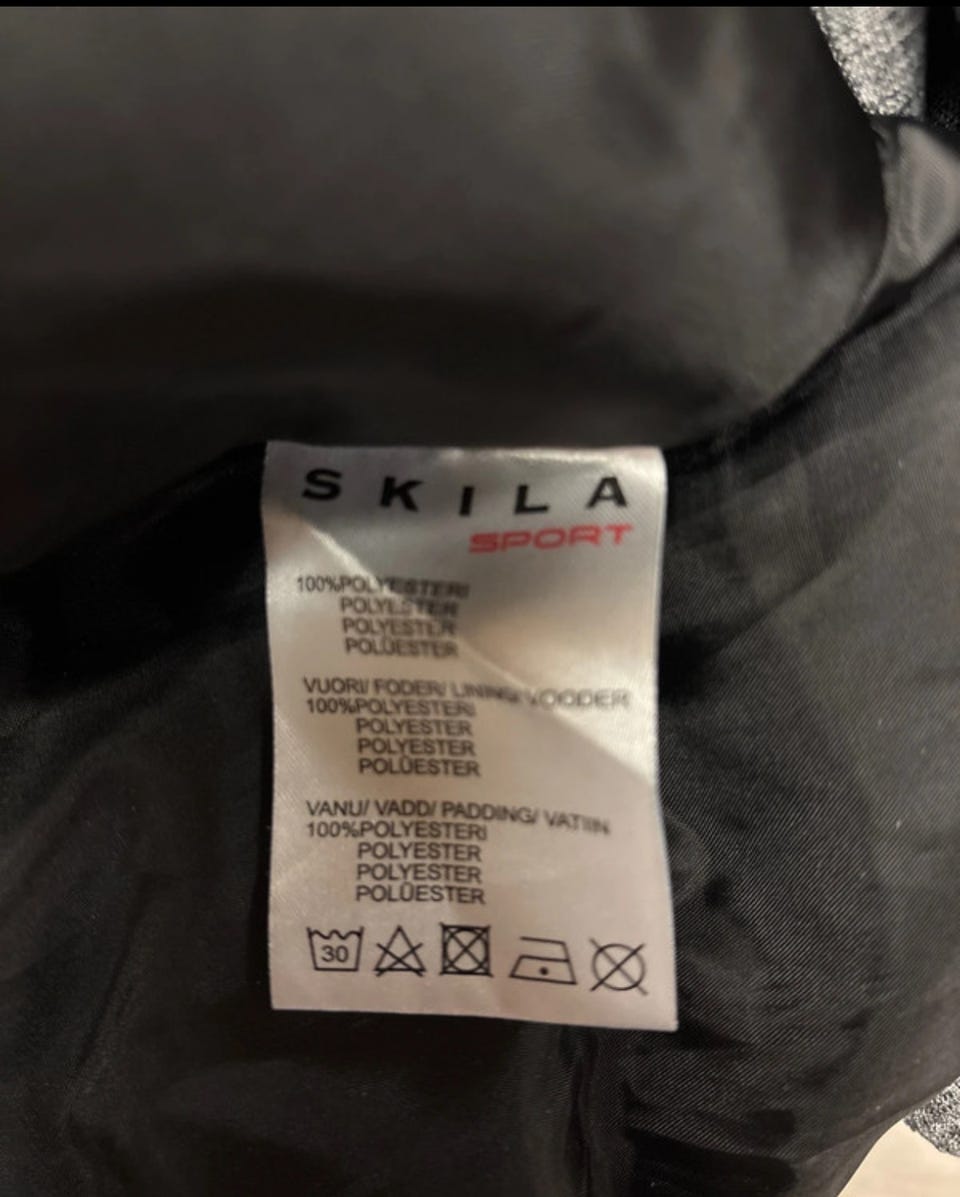 SKILA
SPORT
100%POLYESTERI
POLYESTER
POLYESTER
POLÜESTER
VUORI/ FODER/ LINING/ VOODER
100%POLYESTERI
POLYESTER
POLYESTER
POLÜESTER
VANU/ VADD/ PADDING/ VATIIN
100%POLYESTERI
POLYESTER
POLYESTER
POLÜESTER
30